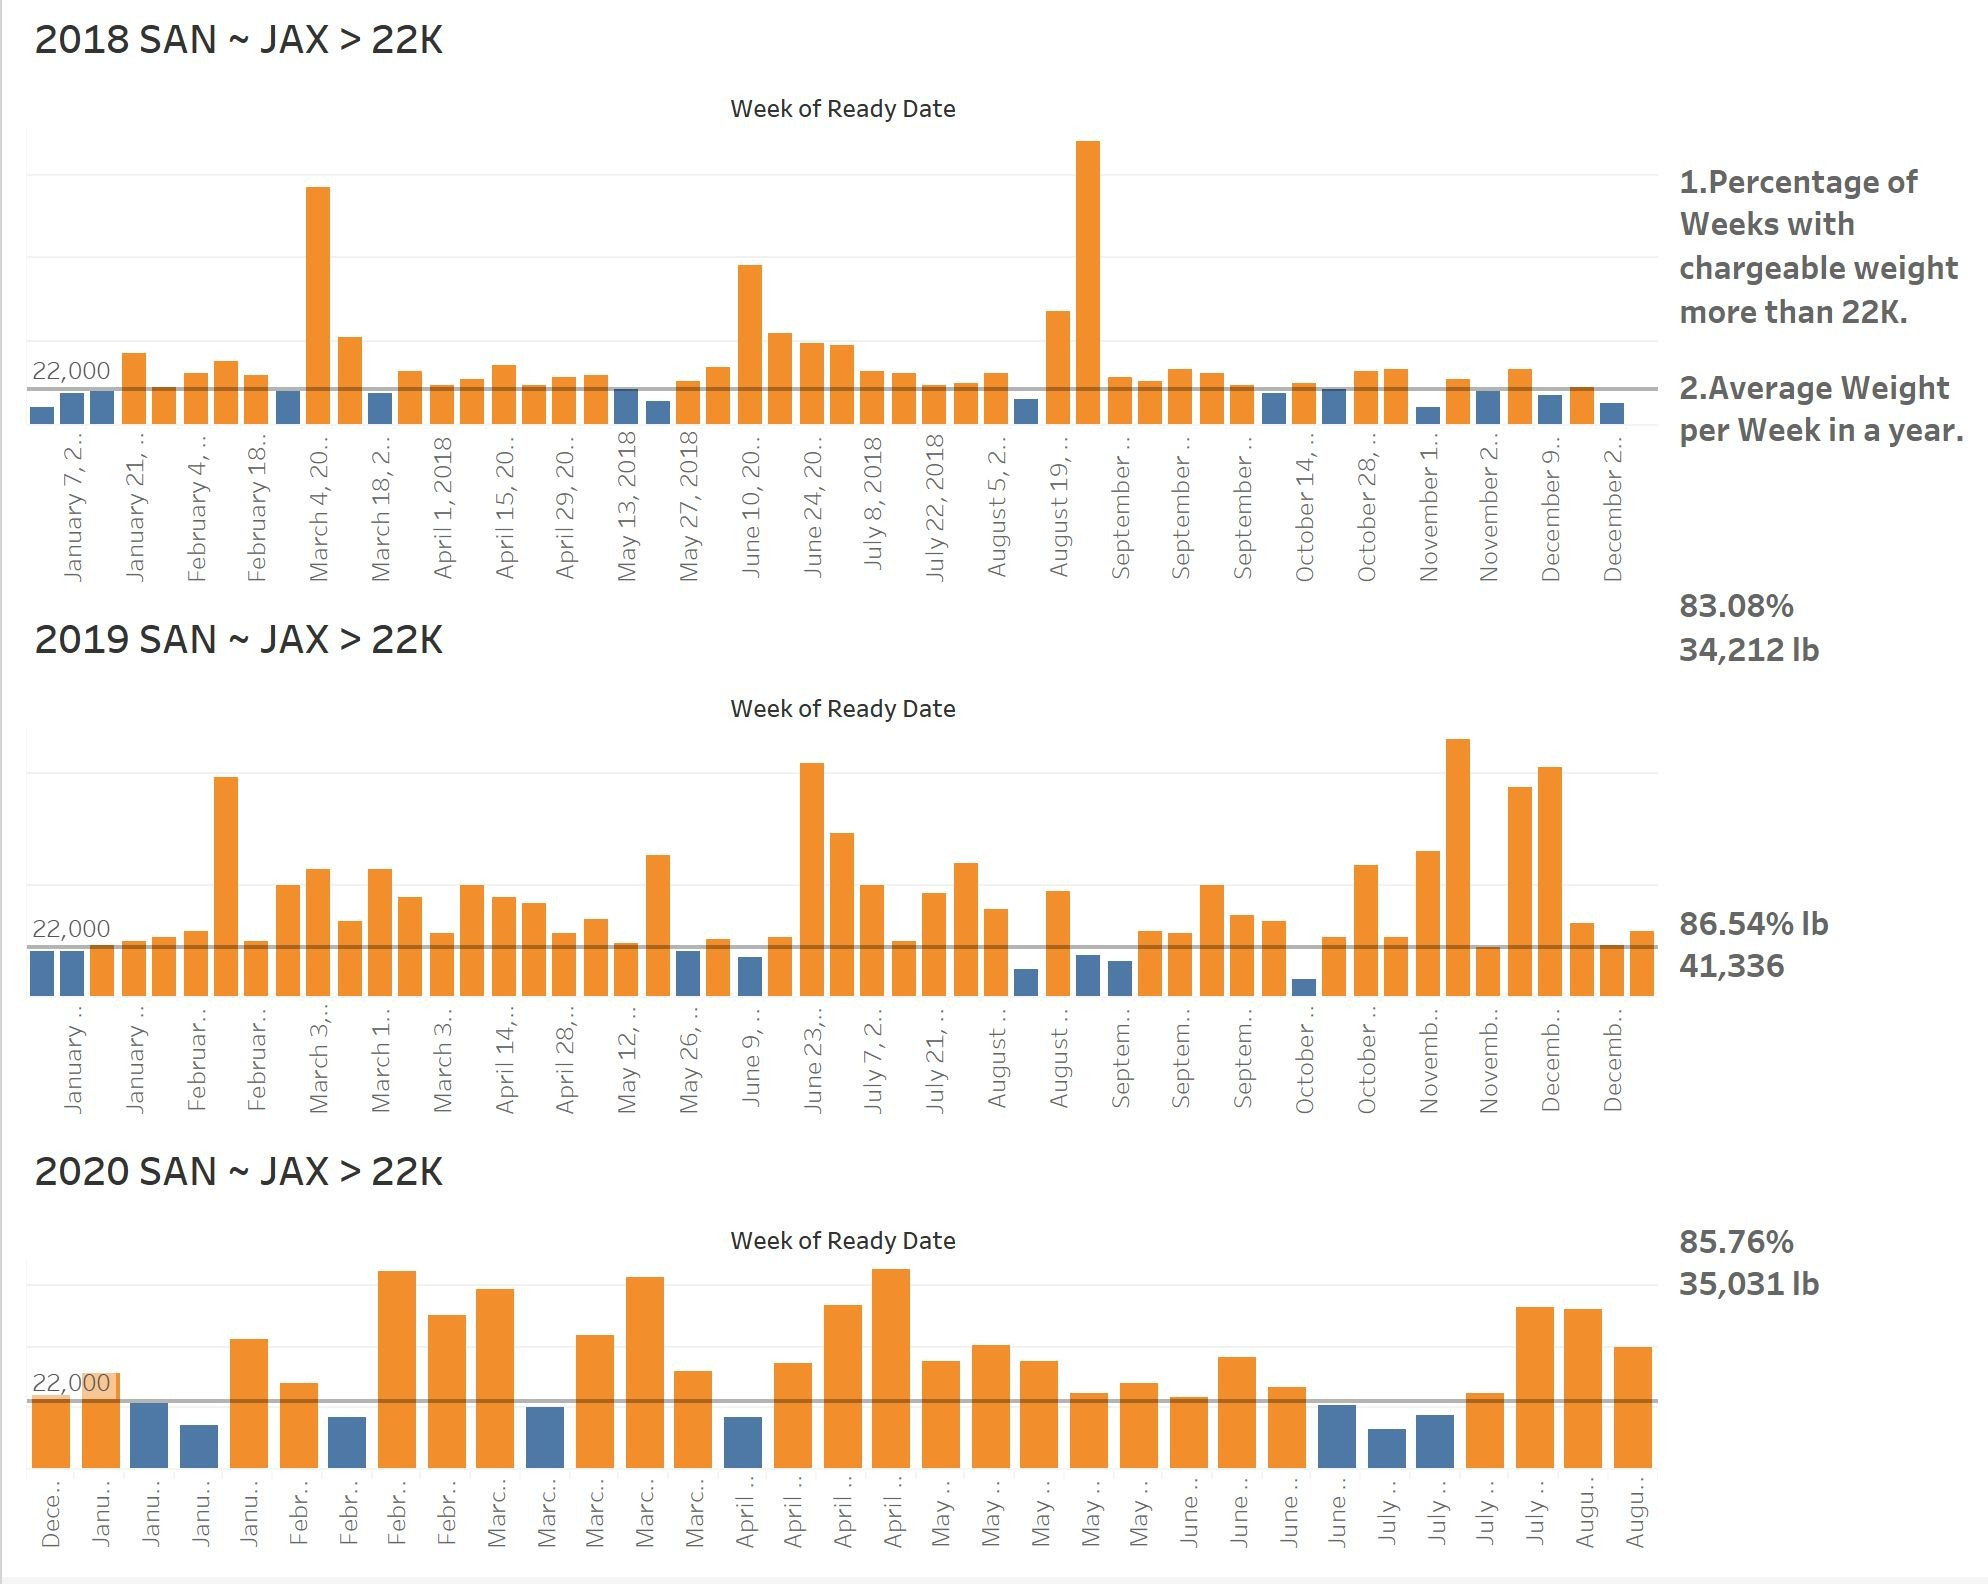 2018 SAN ~ JAX > 22K
Week of Ready Date
22,000
January 7, 2..
January 21, ..
February 4, ..
February 18..
March 4, 20..
March 18, 2..
April 1, 2018
April 15, 20..
April 29, 20..
May 13, 2018
May 27, 2018
June 10, 20..
June 24, 20..
July 8, 2018
July 22, 2018
August 5, 2..
August 19, ..
September ..
September ..
September ..
October 14, ..
October 28, ..
November 1..
November 2..
December 9..
December 2..
1.Percentage of
Weeks with
chargeable weight
more than 22K.
2.Average Weight
per Week in a year.
83.08%
34,212 lb
2019 SAN ~ JAX > 22K
Week of Ready Date
22,000
January ..
January ..
Februar..
Februar..
March 3,..
March 1..
March 3..
April 14,..
April 28,..
May 12, ..
May 26, ..
June 9, ..
June 23,..
July 7, 2..
July 21, ..
August ..
August ..
Septem..
Septem..
Septem..
October ..
October ..
Novemb..
Novemb..
Decemb..
Decemb..
86.54% lb
41,336
2020 SAN ~ JAX > 22K
Week of Ready Date
22,000
Dece..
Janu..
Janu..
Janu..
Janu..
Febr..
Febr..
Febr..
Febr..
Marc..
Marc..
Marc..
Marc..
Marc..
April ..
April ..
April ..
April ..
May ..
May ..
May ..
May ..
May ..
June ..
June ..
June ..
June ..
July ..
July ..
July ..
July ..
Augu..
Augu..
85.76%
35,031 lb